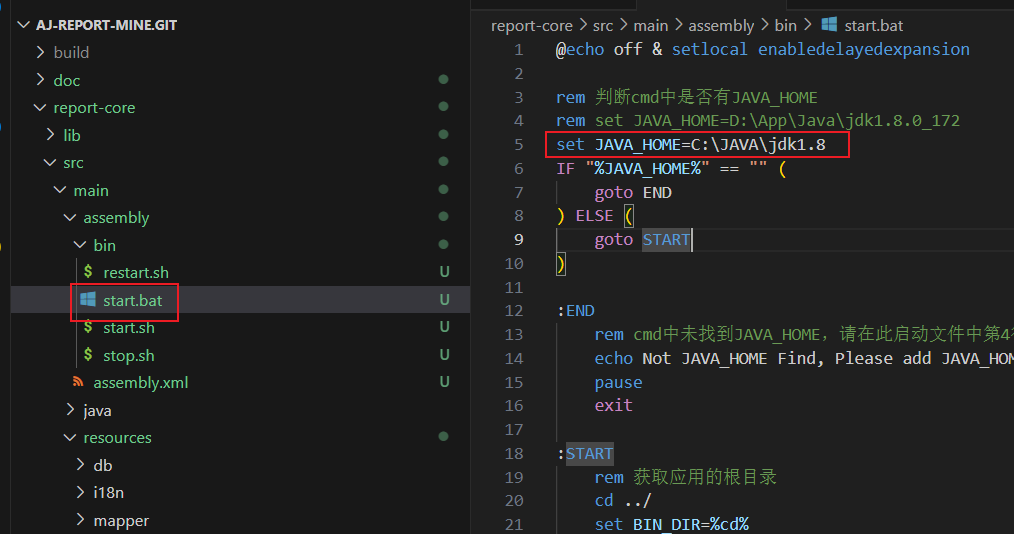 AJ-REPORT-MINE.GIT
build
doc
report-core
lib
src
main
assembly
bin
restart.sh U
start.bat U
start.sh U
stop.sh U
assembly.xml U
java
resources
db
i18n
mapper
report-core > src > main > assembly > bin > start.bat
1 @echo off & setlocal enabledelayedexpansion
2
3 rem 判断cmd中是否有JAVA_HOME
4 rem set JAVA_HOME=D:\App\Java\jdk1.8.0_172
5 set JAVA_HOME=C:\JAVA\jdk1.8
6 IF "%JAVA_HOME%" == "" (
7 goto END
8 ) ELSE (
9 goto START
10 )
11
12 :END
13 rem cmd中未找到JAVA_HOME，请在此启动文件中第4
14 echo Not JAVA_HOME Find, Please add JAVA_HOM
15 pause
16 exit
17
18 :START
19 rem 获取应用的根目录
20 cd ../
21 set BIN_DIR=%cd%